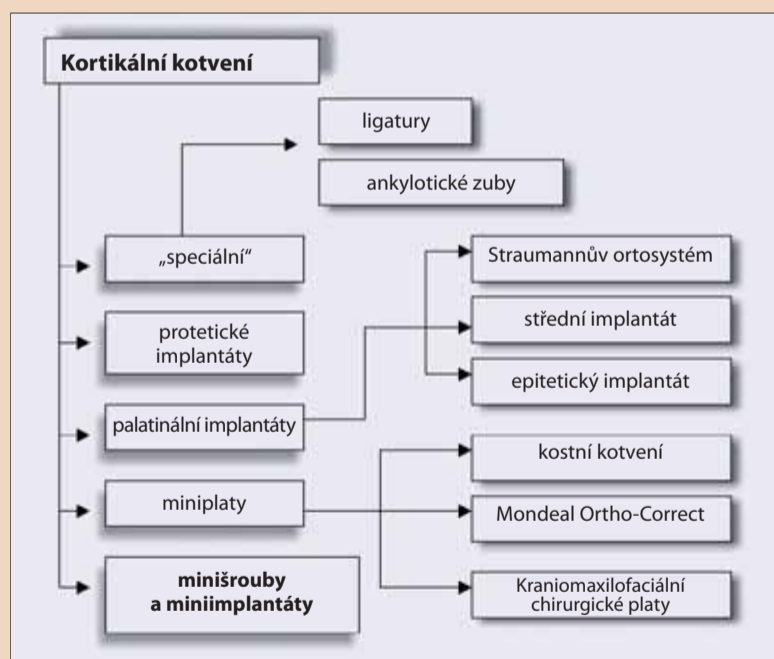 Kortikální kotvení
ligatury
ankylotické zuby
„speciální“
Straumannův ortosystém
protetické
implantáty
střední implantát
epitetický implantát
palatinální implantáty
kostní kotvení
miniplaty
Mondeal Ortho-Correct
minišrouby
a miniimplantáty
Kraniomaxilofaciální
chirurgické platy